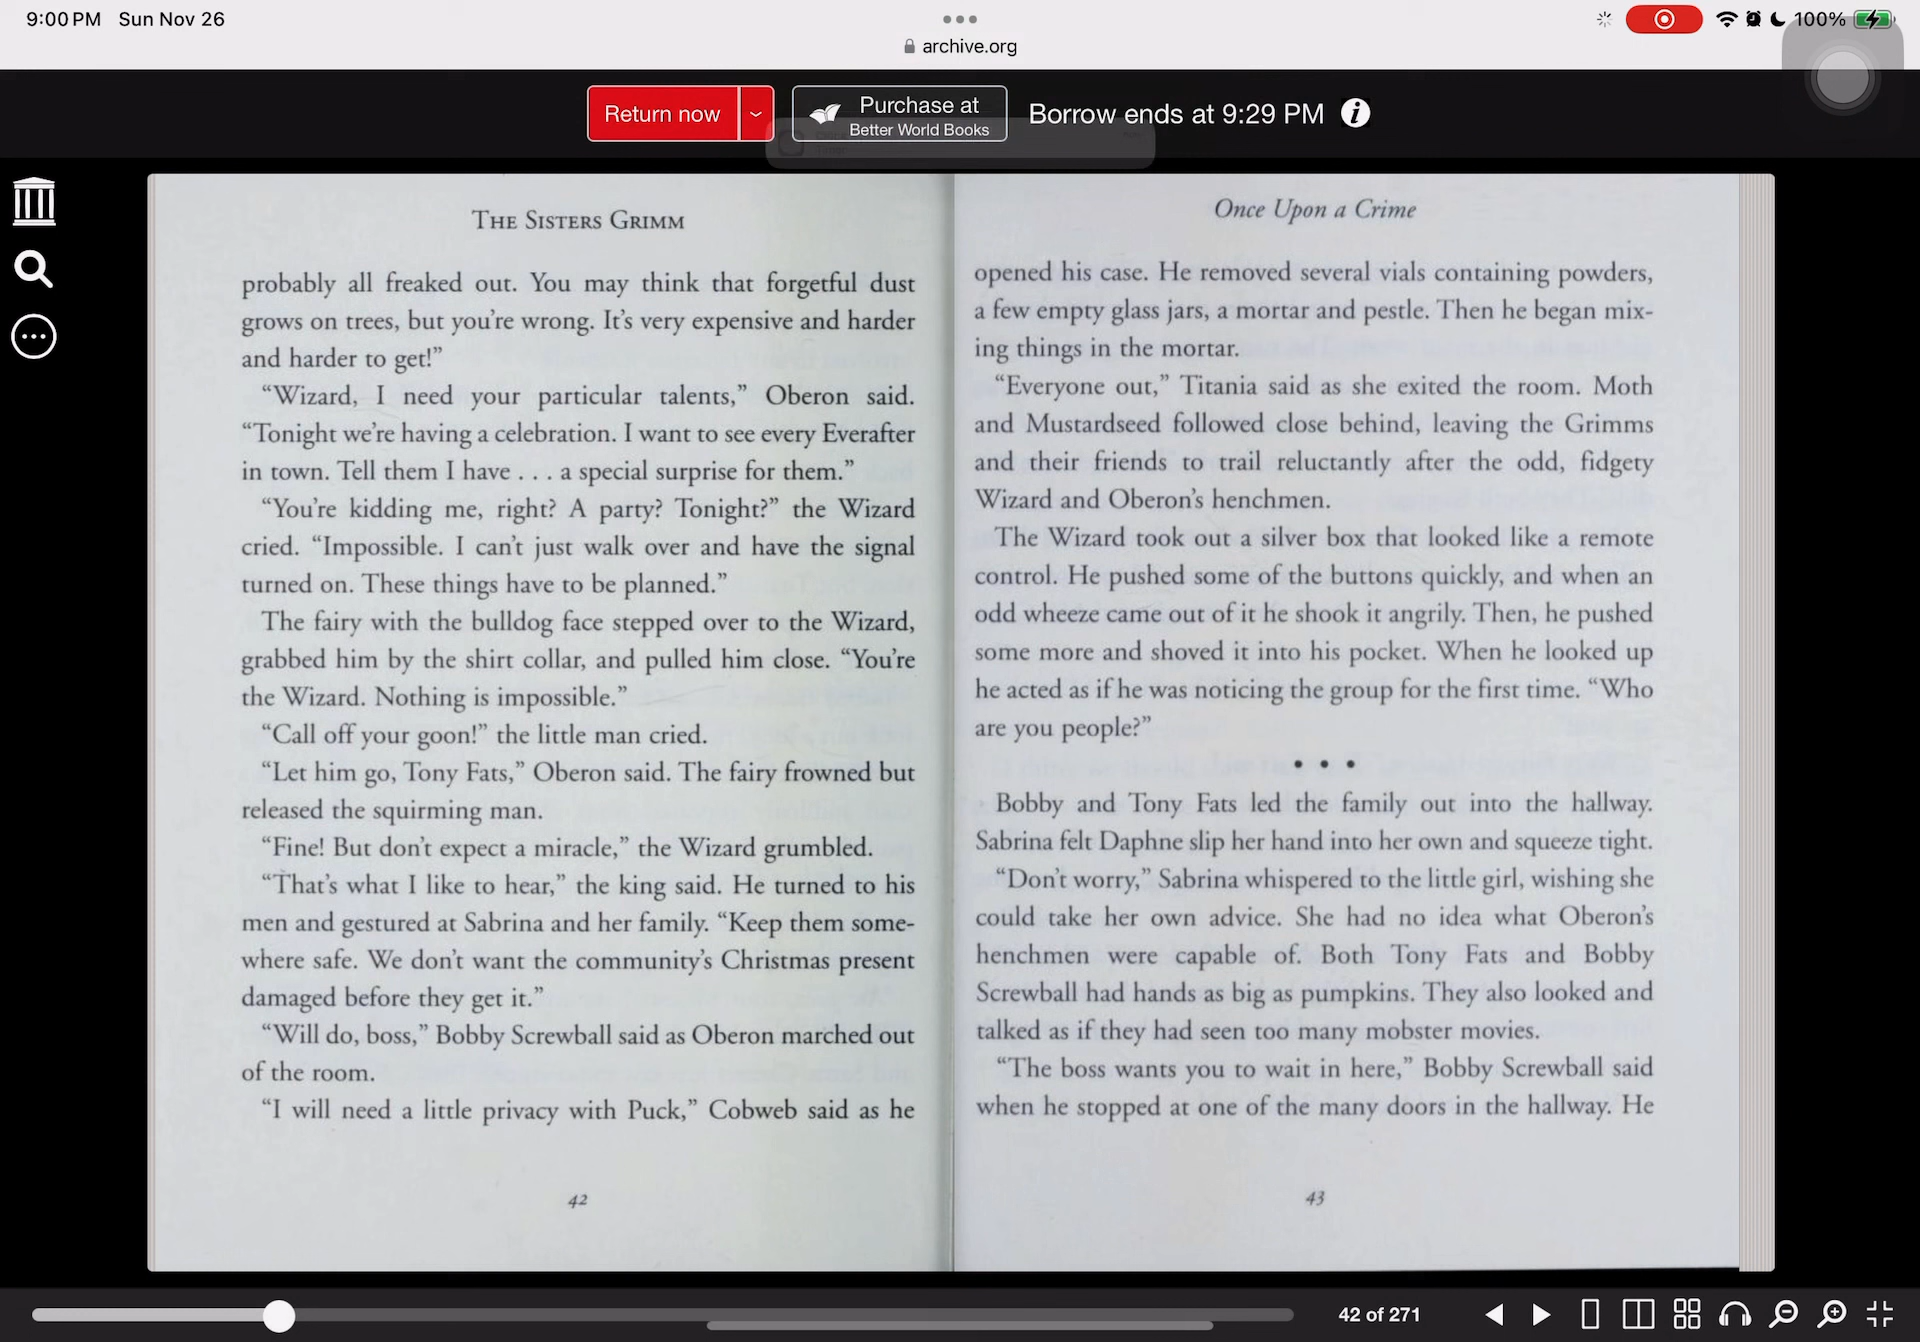 9:00 PM Sun Nov 26
100%
archive.org
Return now
Purchase at
Better World Books
Borrow ends at 9:29 PM
THE SISTERS GRIMM
probably all freaked out. You may think that forgetful dust
grows on trees, but you’re wrong. It’s very expensive and harder
and harder to get!”
“Wizard, I need your particular talents,” Oberon said.
“Tonight we’re having a celebration. I want to see every Everafter
in town. Tell them I have . . . a special surprise for them.”
“You’re kidding me, right? A party? Tonight?” the Wizard
cried. “Impossible. I can’t just walk over and have the signal
turned on. These things have to be planned.”
The fairy with the bulldog face stepped over to the Wizard,
grabbed him by the shirt collar, and pulled him close. “You’re
the Wizard. Nothing is impossible.”
“Call off your goon!” the little man cried.
“Let him go, Tony Fats,” Oberon said. The fairy frowned but
released the squirming man.
“Fine! But don’t expect a miracle,” the Wizard grumbled.
“That’s what I like to hear,” the king said. He turned to his
men and gestured at Sabrina and her family. “Keep them some-
where safe. We don’t want the community’s Christmas present
damaged before they get it.”
“Will do, boss,” Bobby Screwball said as Oberon marched out
of the room.
“I will need a little privacy with Puck,” Cobweb said as he
42
Once Upon a Crime
opened his case. He removed several vials containing powders,
a few empty glass jars, a mortar and pestle. Then he began mix-
ing things in the mortar.
“Everyone out,” Titania said as she exited the room. Moth
and Mustardseed followed close behind, leaving the Grimms
and their friends to trail reluctantly after the odd, fidgety
Wizard and Oberon’s henchmen.
The Wizard took out a silver box that looked like a remote
control. He pushed some of the buttons quickly, and when an
odd wheeze came out of it he shook it angrily. Then, he pushed
some more and shoved it into his pocket. When he looked up
he acted as if he was noticing the group for the first time. “Who
are you people?”
• • •
Bobby and Tony Fats led the family out into the hallway.
Sabrina felt Daphne slip her hand into her own and squeeze tight.
“Don’t worry,” Sabrina whispered to the little girl, wishing she
could take her own advice. She had no idea what Oberon’s
henchmen were capable of. Both Tony Fats and Bobby
Screwball had hands as big as pumpkins. They also looked and
talked as if they had seen too many mobster movies.
“The boss wants you to wait in here,” Bobby Screwball said
when he stopped at one of the many doors in the hallway. He
43
42 of 271